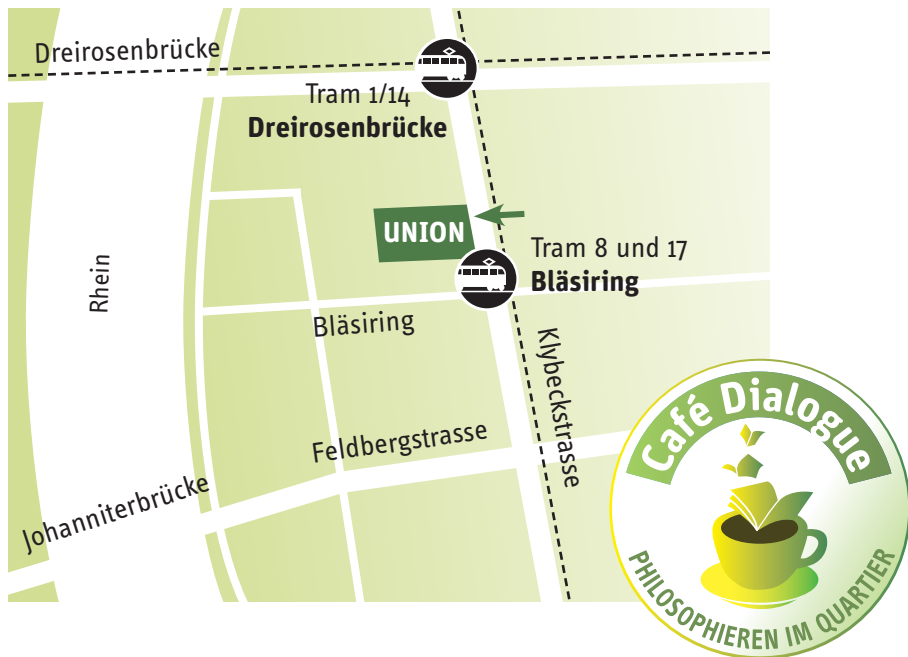 Dreirosenbrücke
Tram 1/14
Dreirosenbrücke
UNION
Tram 8 und 17
Bläsiring
Rhein
Bläsiring
Klybeckstrasse
Feldbergstrasse
Johanniterbrücke
Café Dialogue
PHILOSOPHIEREN IM QUARTIER